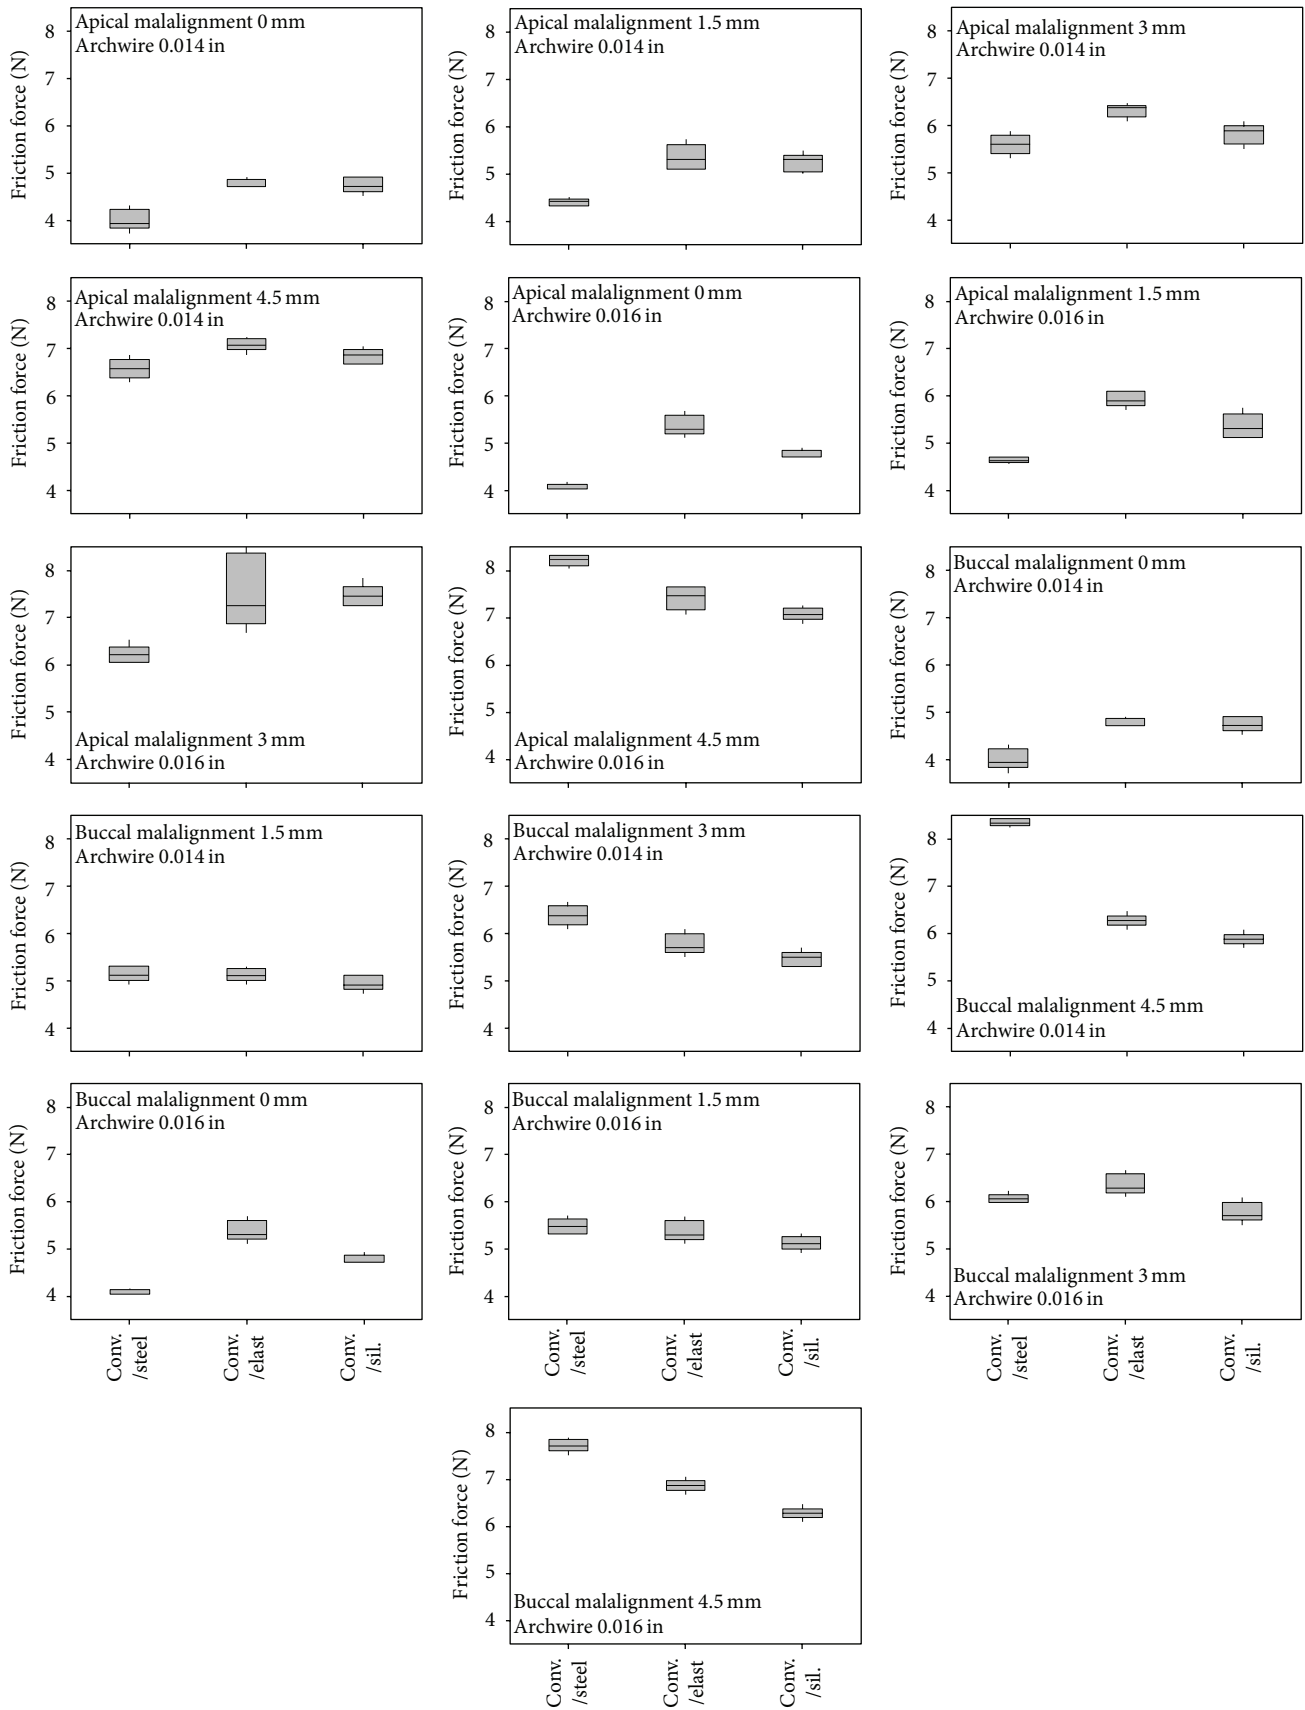 Apical malalignment 0 mm
Archwire 0.014 in
Friction force (N)
8
7
6
5
4
Apical malalignment 1.5 mm
Archwire 0.014 in
Friction force (N)
8
7
6
5
4
Apical malalignment 3 mm
Archwire 0.014 in
Friction force (N)
8
7
6
5
4
Apical malalignment 4.5 mm
Archwire 0.014 in
Friction force (N)
8
7
6
5
4
Apical malalignment 0 mm
Archwire 0.016 in
Friction force (N)
8
7
6
5
4
Apical malalignment 1.5 mm
Archwire 0.016 in
Friction force (N)
8
7
6
5
4
Friction force (N)
8
7
6
5
4
Apical malalignment 3 mm
Archwire 0.016 in
Friction force (N)
8
7
6
5
4
Apical malalignment 4.5 mm
Archwire 0.016 in
Buccal malalignment 0 mm
Archwire 0.014 in
Friction force (N)
8
7
6
5
4
Buccal malalignment 1.5 mm
Archwire 0.014 in
Friction force (N)
8
7
6
5
4
Buccal malalignment 3 mm
Archwire 0.014 in
Friction force (N)
8
7
6
5
4
Friction force (N)
8
7
6
5
4
Buccal malalignment 4.5 mm
Archwire 0.014 in
Buccal malalignment 0 mm
Archwire 0.016 in
Friction force (N)
8
7
6
5
4
Conv.
/steel
Conv.
/elast
Conv.
/sil.
Buccal malalignment 1.5 mm
Archwire 0.016 in
Friction force (N)
8
7
6
5
4
Conv.
/steel
Conv.
/elast
Conv.
/sil.
Friction force (N)
8
7
6
5
4
Buccal malalignment 3 mm
Archwire 0.016 in
Conv.
/steel
Conv.
/elast
Conv.
/sil.
Friction force (N)
8
7
6
5
4
Buccal malalignment 4.5 mm
Archwire 0.016 in
Conv.
/steel
Conv.
/elast
Conv.
/sil.